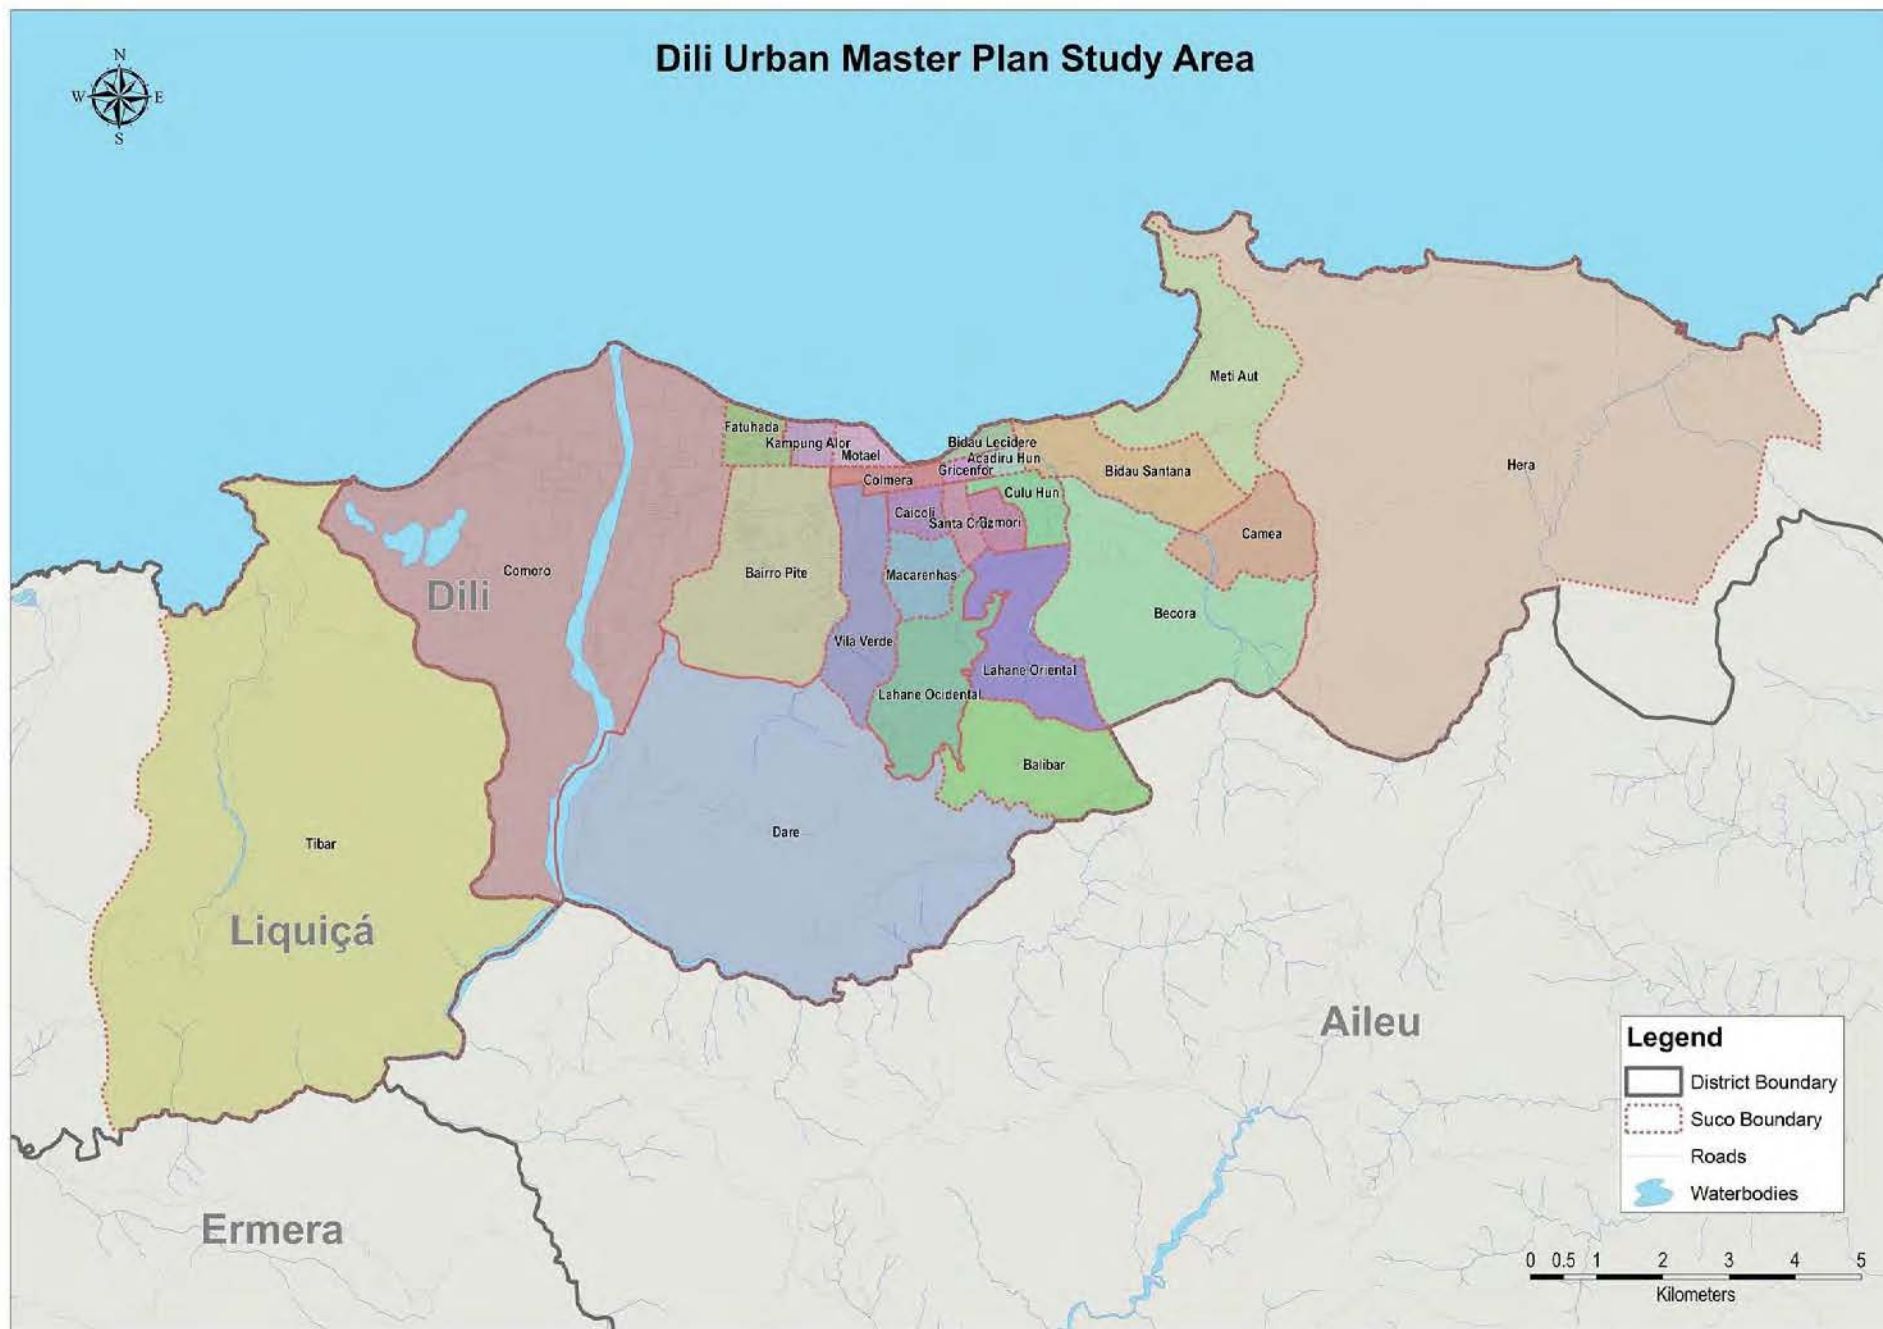 Dili Urban Master Plan Study Area
N
W E
S
Meti Aut
Fatuhada
Kampung Alor
Motael
Bidau Lecidere
Acadiru Hun
Gricenfor
Bidau Santana
Hera
Colmera
Culu Hun
Caicoli
Santa Cruz
Camea
Comoro
Bairro Pite
Macarenhas
Dili
Becora
Vila Verde
Lahane Oriental
Lahane Ocidental
Balibar
Dare
Tibar
Liquiçá
Aileu
Ermera
Legend
District Boundary
Suco Boundary
Roads
Waterbodies
0 0.5 1 2 3 4 5
Kilometers